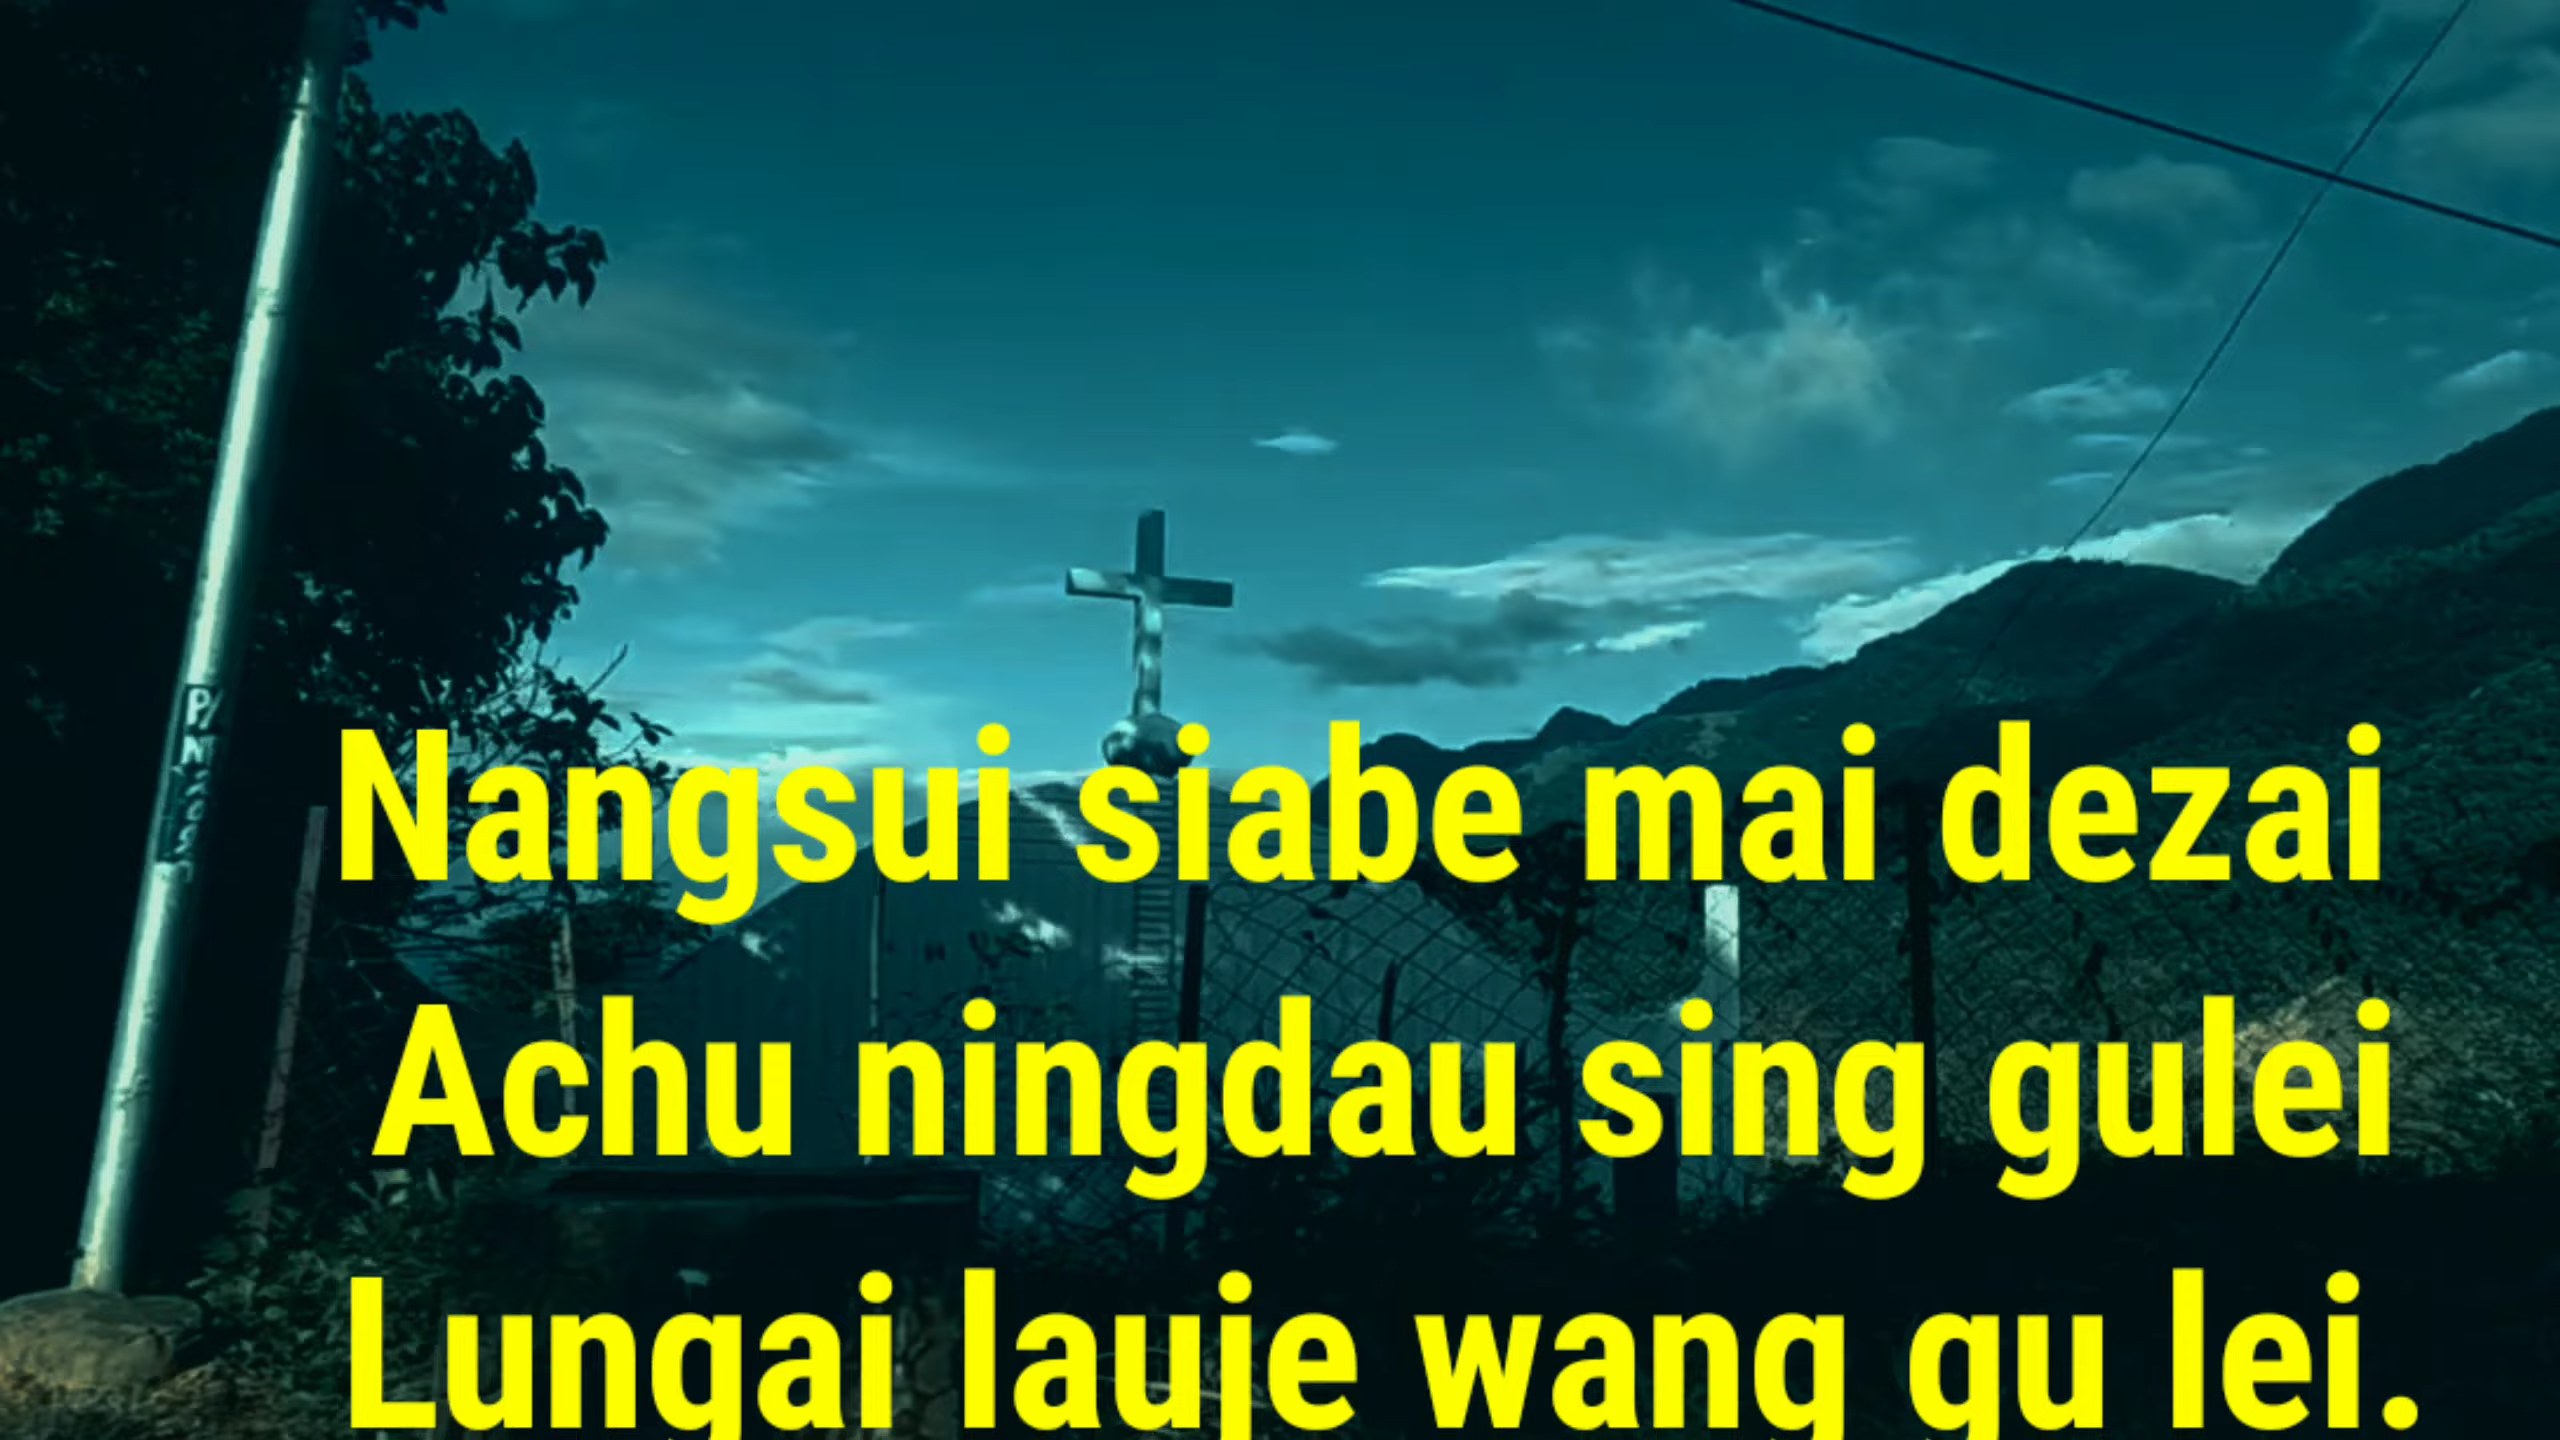 Nangsui siabe mai dezai
Achu ningdau sing gulei
Lungai lauje wang gu lei.